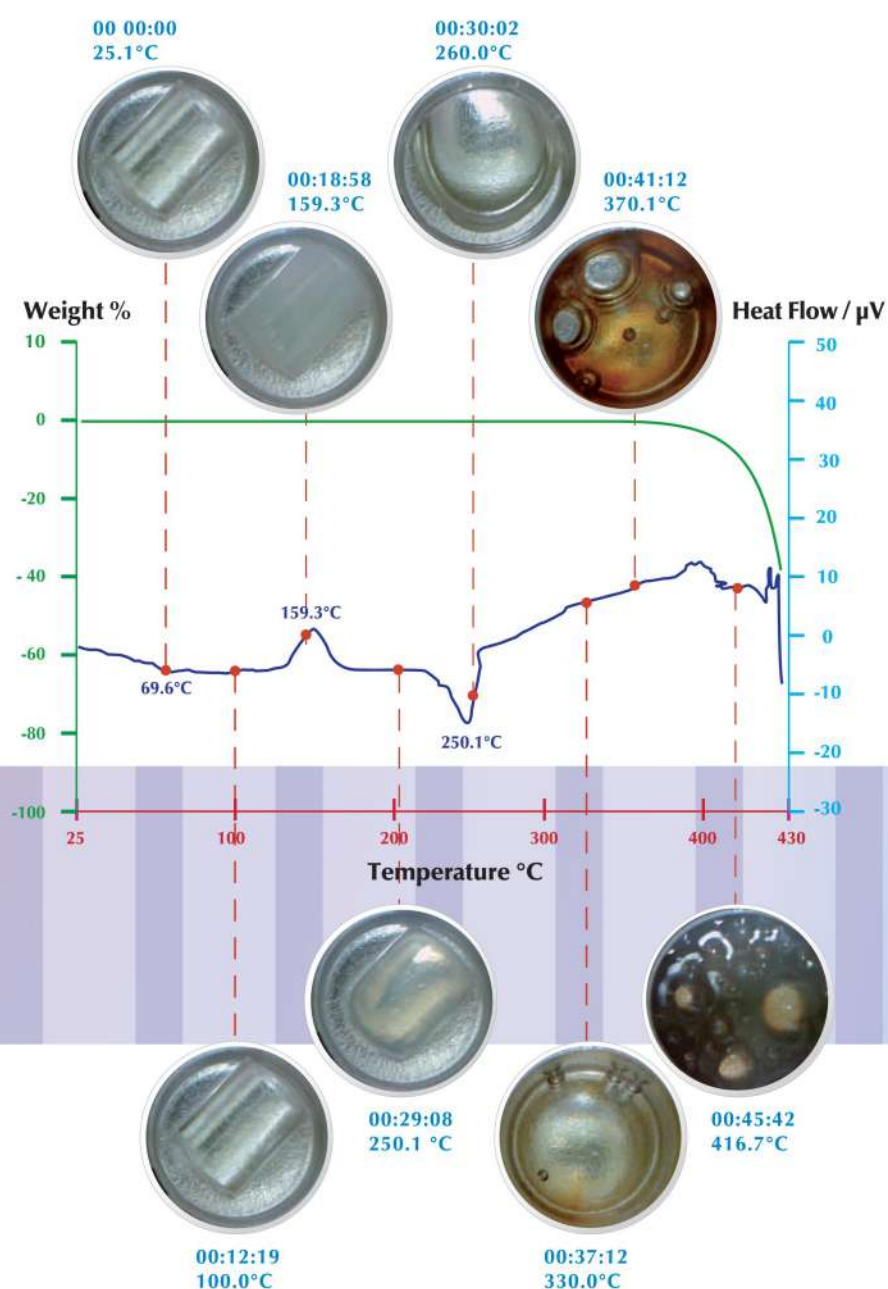 00 00:00
25.1°C
00:30:02
260.0°C
00:18:58
159.3°C
00:41:12
370.1°C
Weight %
Heat Flow / µV
10
0
-20
- 40
-60
-80
-100
50
40
30
20
10
0
-10
-20
-30
159.3°C
69.6°C
250.1°C
25
100
200
300
400
430
Temperature °C
00:29:08
250.1 °C
00:45:42
416.7°C
00:12:19
100.0°C
00:37:12
330.0°C